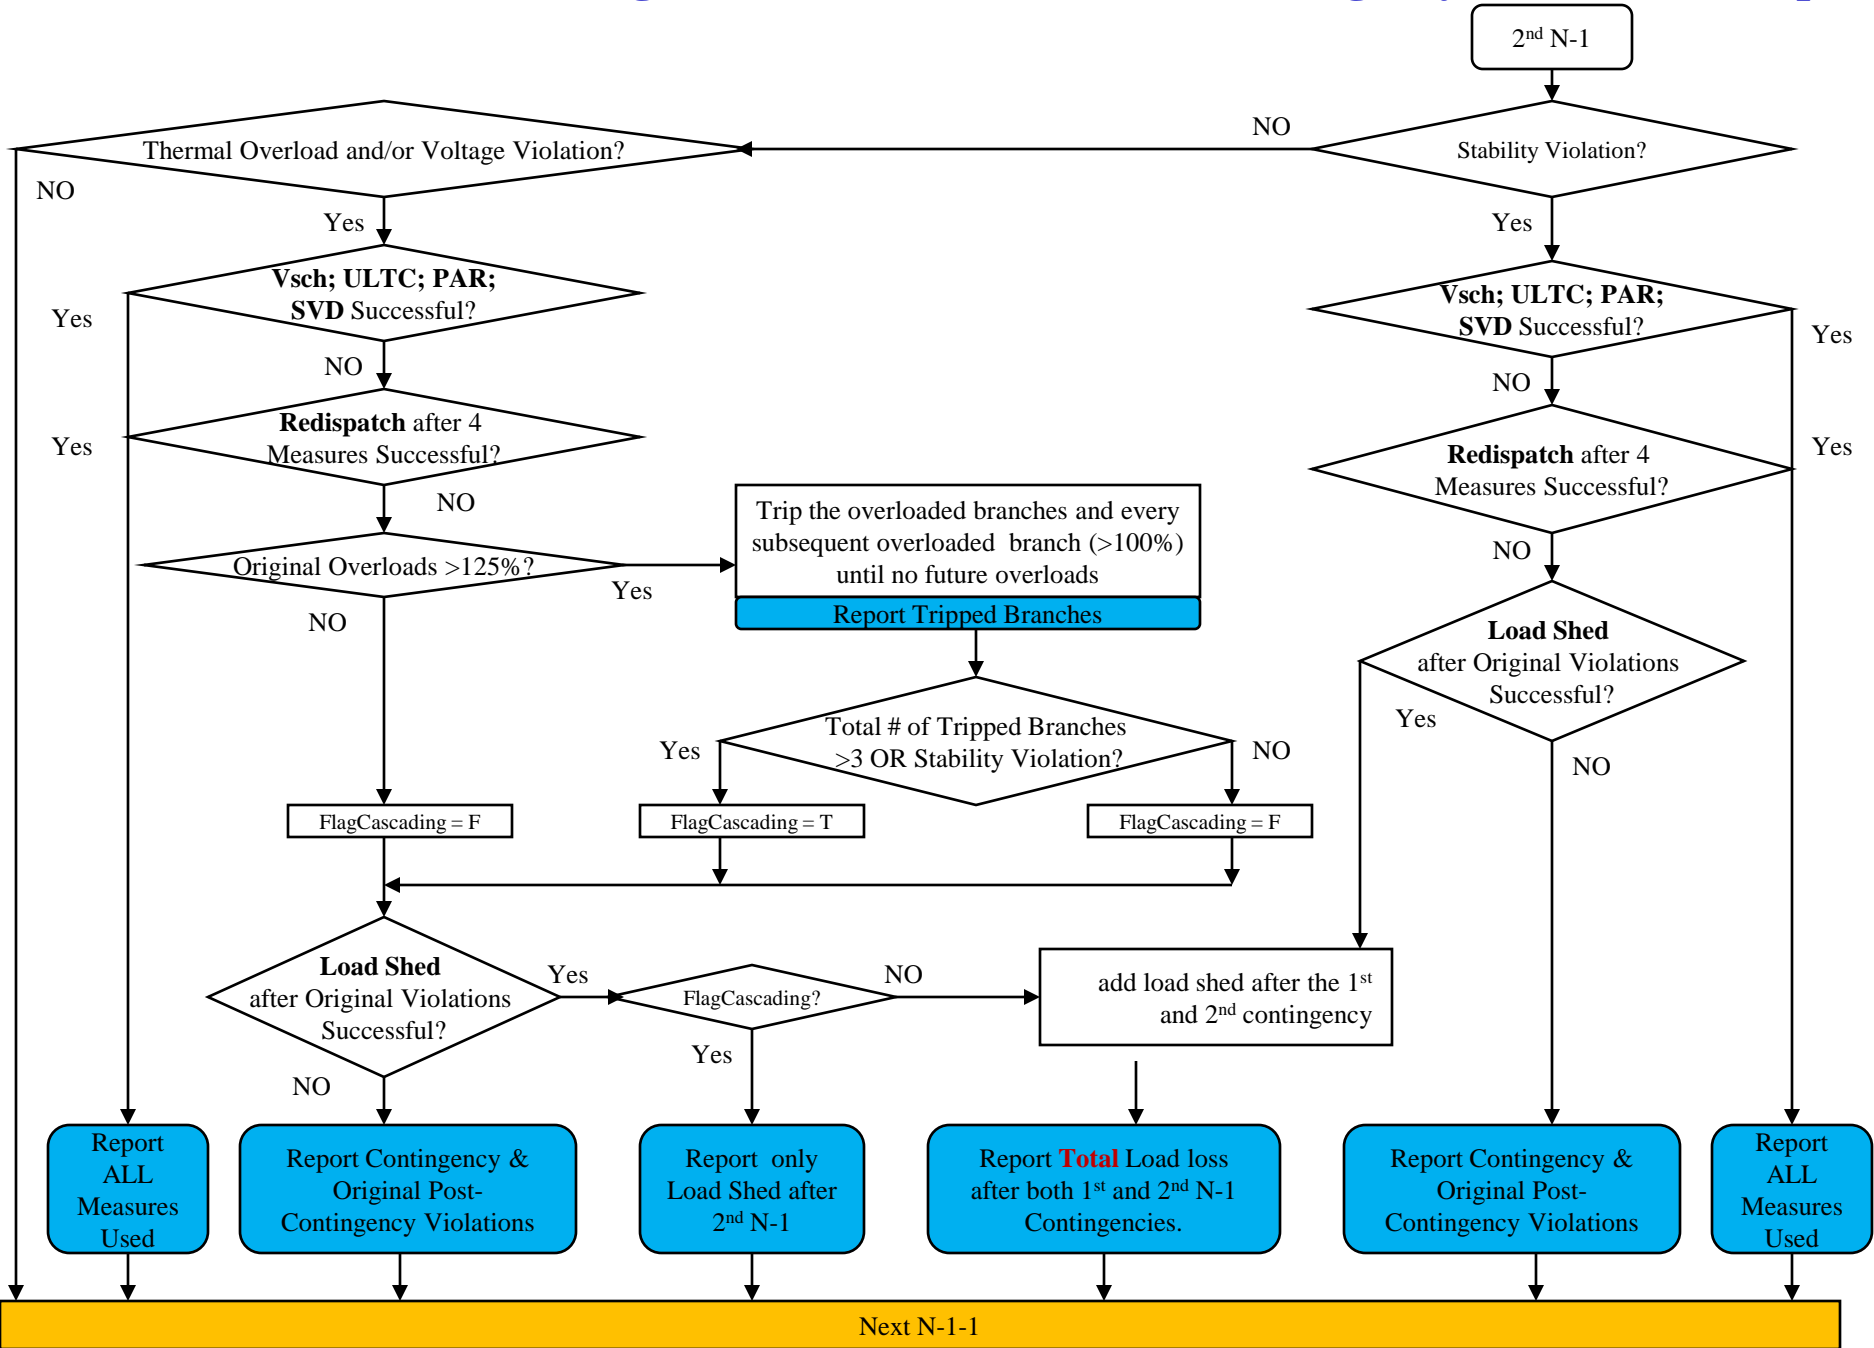 2nd N-1
NO
Thermal Overload and/or Voltage Violation?
Stability Violation?
NO
Yes
Yes
Vsch; ULTC; PAR;
SVD Successful?
Yes
Vsch; ULTC; PAR;
SVD Successful?
Yes
NO
NO
Redispatch after 4
Measures Successful?
Yes
Redispatch after 4
Measures Successful?
Yes
NO
NO
Trip the overloaded branches and every
subsequent overloaded branch (>100%)
until no future overloads
Report Tripped Branches
Original Overloads >125%?
Yes
NO
Load Shed
after Original Violations
Successful?
Yes
NO
Total # of Tripped Branches
>3 OR Stability Violation?
Yes
NO
FlagCascading = F
FlagCascading = T
FlagCascading = F
Load Shed
after Original Violations
Successful?
Yes
NO
FlagCascading?
NO
Yes
add load shed after the 1st
and 2nd contingency
Report
ALL
Measures
Used
Report Contingency &
Original Post-
Contingency Violations
Report only
Load Shed after
2nd N-1
Report Total Load loss
after both 1st and 2nd N-1
Contingencies.
Report Contingency &
Original Post-
Contingency Violations
Report
ALL
Measures
Used
Next N-1-1